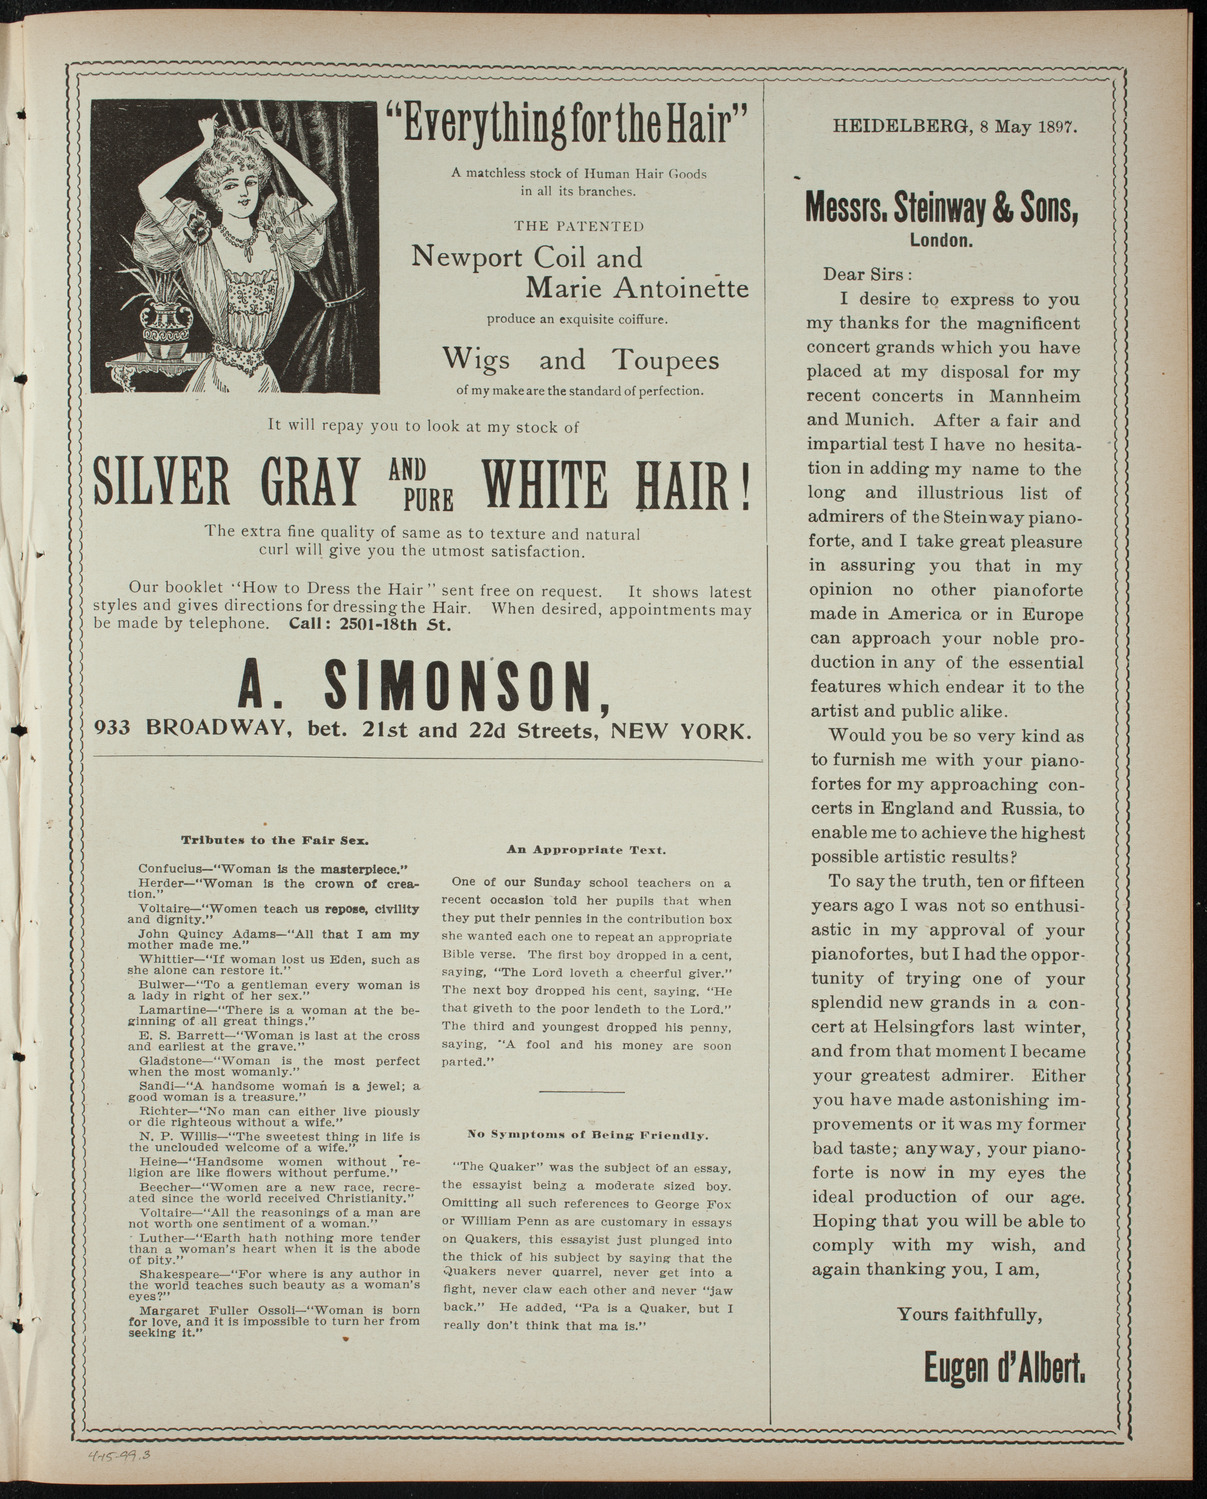 "Everything for the Hair"
A matchless stock of Human Hair Goods
in all its branches.
THE PATENTED
Newport Coil and
Marie Antoinette
produce an exquisite coiffure.
Wigs and Toupees
of my make are the standard of perfection.
It will repay you to look at my stock of
SILVER GRAY AND PURE WHITE HAIR!
The extra fine quality of same as to texture and natural
curl will give you the utmost satisfaction.
Our booklet "How to Dress the Hair" sent free on request. It shows latest
styles and gives directions for dressing the Hair. When desired, appointments may
be made by telephone. Call: 2501-18th St.
A. SIMONSON,
933 BROADWAY, bet. 21st and 22d Streets, NEW YORK.
Tributes to the Fair Sex.
Confucius—"Woman is the masterpiece."
Herder—"Woman is the crown of crea-
tion."
Voltaire—"Women teach us repose, civility
and dignity."
John Quincy Adams—"All that I am my
mother made me."
Whittier—"If woman lost us Eden, such as
she alone can restore it."
Bulwer—"To a gentleman every woman is
a lady in right of her sex."
Lamartine—"There is a woman at the be-
ginning of all great things."
E. S. Barrett—"Woman is last at the cross
and earliest at the grave."
Gladstone—"Woman is the most perfect
when the most womanly."
Sandi—"A handsome woman is a jewel; a
good woman is a treasure."
Richter—"No man can either live piously
or die righteous without a wife."
N. P. Willis—"The sweetest thing in life is
the unclouded welcome of a wife."
Heine—"Handsome women without re-
ligion are like flowers without perfume."
Beecher—"Women are a new race, recre-
ated since the world received Christianity."
Voltaire—"All the reasonings of a man are
not worth one sentiment of a woman."
Luther—"Earth hath nothing more tender
than a woman's heart when it is the abode
of pity."
Shakespeare—"For where is any author in
the world teaches such beauty as a woman's
eyes?"
Margaret Fuller Ossoli—"Woman is born
for love, and it is impossible to turn her from
seeking it."
An Appropriate Text.
One of our Sunday school teachers on a
recent occasion told her pupils that when
they put their pennies in the contribution box
she wanted each one to repeat an appropriate
Bible verse. The first boy dropped in a cent,
saying, "The Lord loveth a cheerful giver."
The next boy dropped his cent, saying, "He
that giveth to the poor lendeth to the Lord."
The third and youngest dropped his penny,
saying, "A fool and his money are soon
parted."
No Symptoms of Being Friendly.
"The Quaker" was the subject of an essay,
the essayist being a moderate sized boy.
Omitting all such references to George Fox
or William Penn as are customary in essays
on Quakers, this essayist just plunged into
the thick of his subject by saying that the
Quakers never quarrel, never get into a
fight, never claw each other and never "jaw
back." He added, "Pa is a Quaker, but I
really don't think that ma is."
HEIDELBERG, 8 May 1897.
Messrs. Steinway & Sons,
London.
Dear Sirs:
I desire to express to you
my thanks for the magnificent
concert grands which you have
placed at my disposal for my
recent concerts in Mannheim
and Munich. After a fair and
impartial test I have no hesita-
tion in adding my name to the
long and illustrious list of
admirers of the Steinway piano-
forte, and I take great pleasure
in assuring you that in my
opinion no other pianoforte
made in America or in Europe
can approach your noble pro-
duction in any of the essential
features which endear it to the
artist and public alike.
Would you be so very kind as
to furnish me with your piano-
fortes for my approaching con-
certs in England and Russia, to
enable me to achieve the highest
possible artistic results?
To say the truth, ten or fifteen
years ago I was not so enthusi-
astic in my approval of your
pianofortes, but I had the oppor-
tunity of trying one of your
splendid new grands in a con-
cert at Helsingfors last winter,
and from that moment I became
your greatest admirer. Either
you have made astonishing im-
provements or it was my former
bad taste; anyway, your piano-
forte is now in my eyes the
ideal production of our age.
Hoping that you will be able to
comply with my wish, and
again thanking you, I am,
Yours faithfully,
Eugen d'Albert.
4-15-99.3